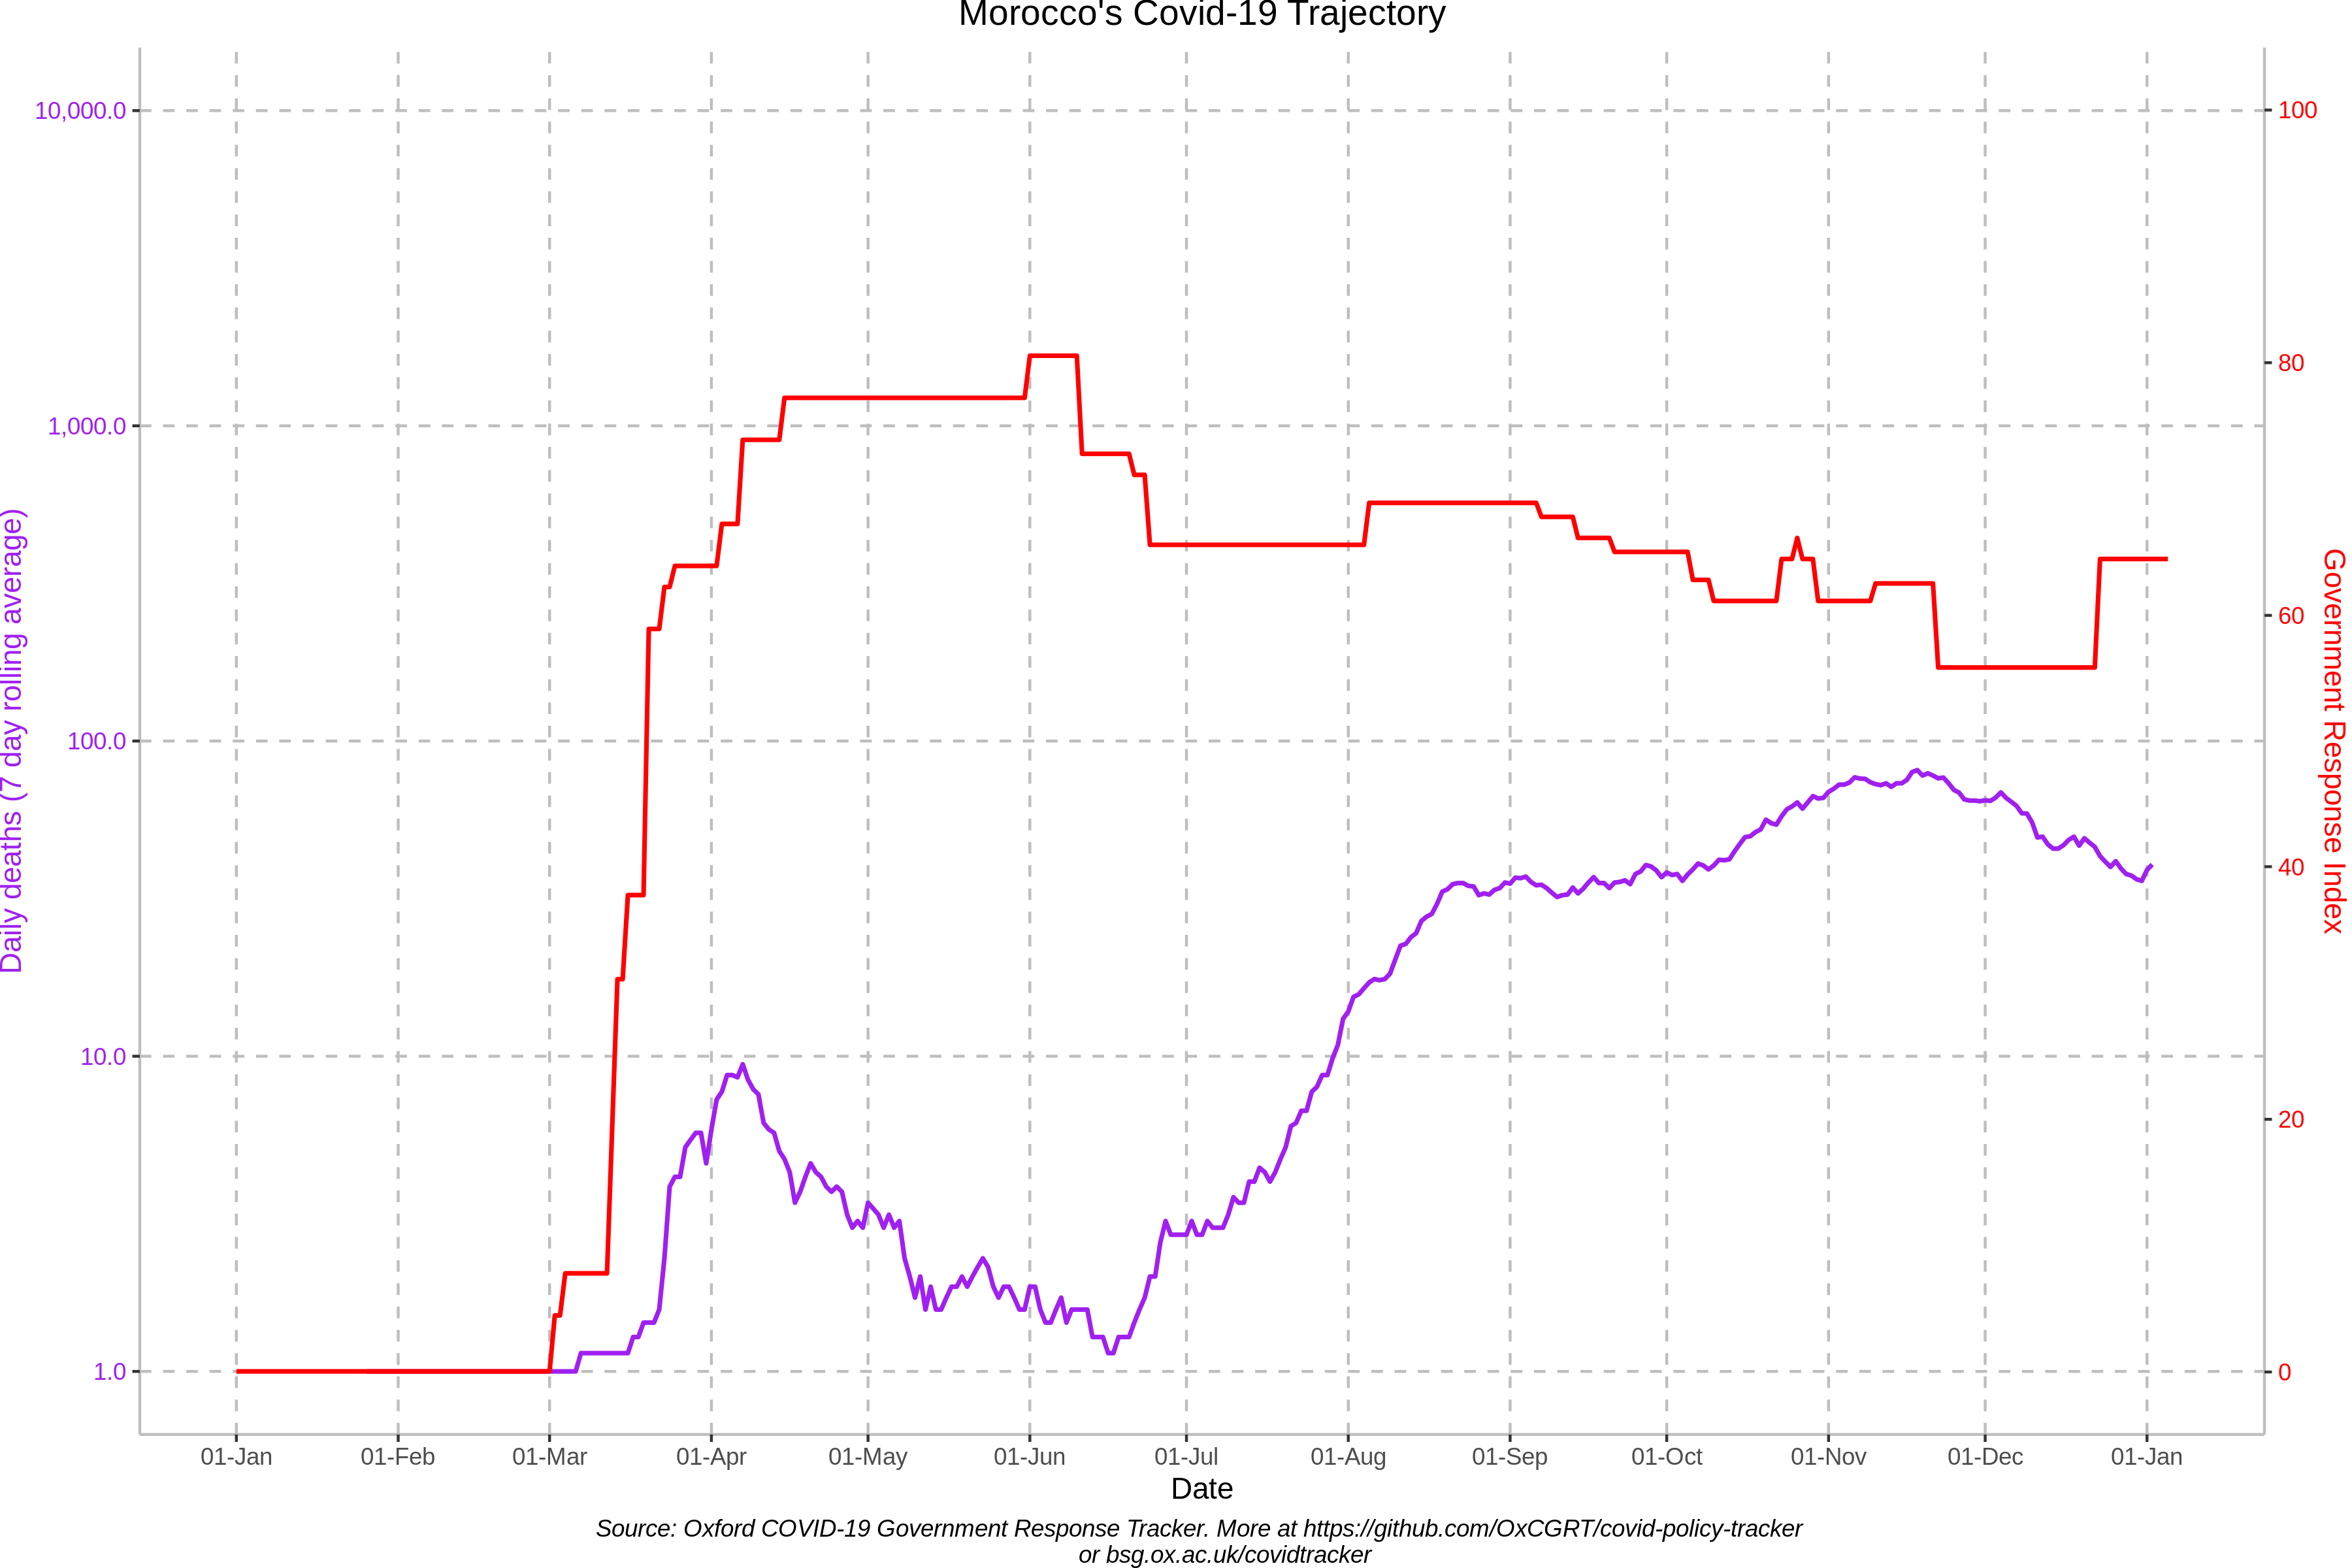 Morocco's Covid-19 Trajectory
10,000.0
1,000.0
100.0
10.0
1.0
Daily deaths (7 day rolling average)
100
80
60
40
20
0
Government Response Index
01-Jan 01-Feb 01-Mar 01-Apr 01-May 01-Jun 01-Jul 01-Aug 01-Sep 01-Oct 01-Nov 01-Dec 01-Jan
Date
Source: Oxford COVID-19 Government Response Tracker. More at https://github.com/OxCGRT/covid-policy-tracker
or bsg.ox.ac.uk/covidtracker